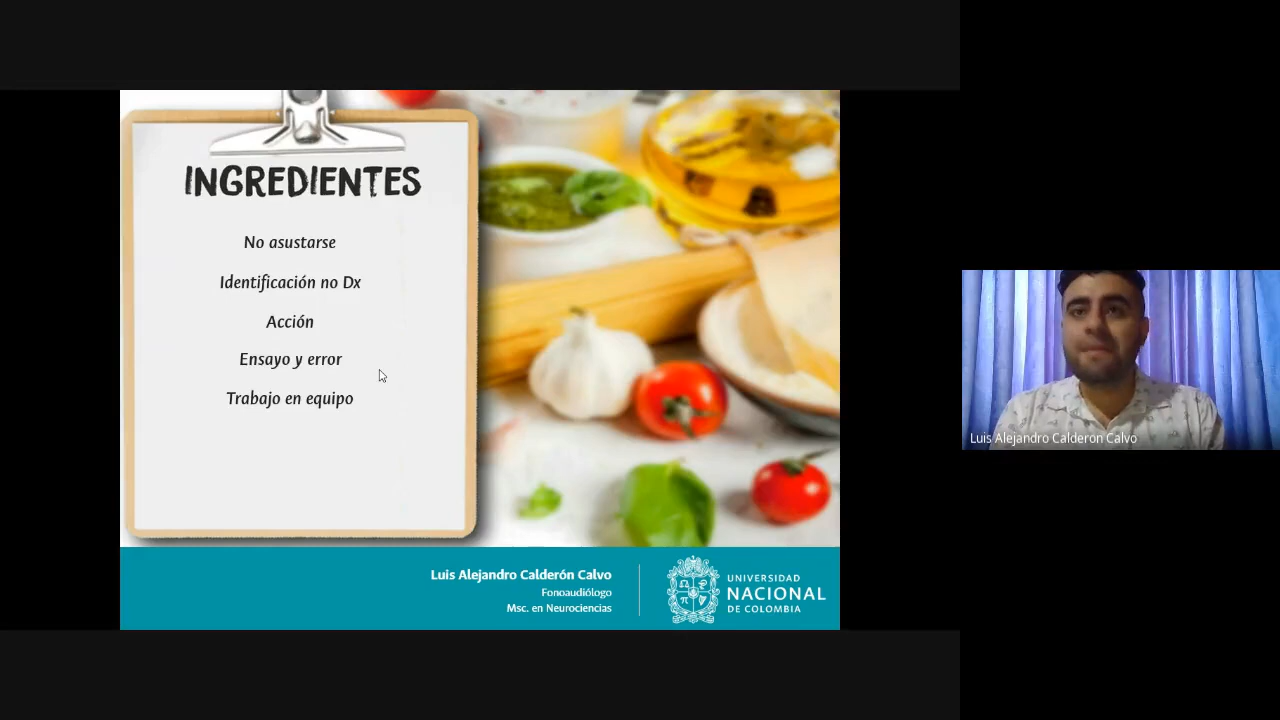 INGREDIENTES
No asustarse
Identificación no Dx
Acción
Ensayo y error
Trabajo en equipo
Luis Alejandro Calderón Calvo
Fonoaudiólogo
Msc. en Neurociencias
UNIVERSIDAD
NACIONAL
DE COLOMBIA
Luis Alejandro Calderon Calvo